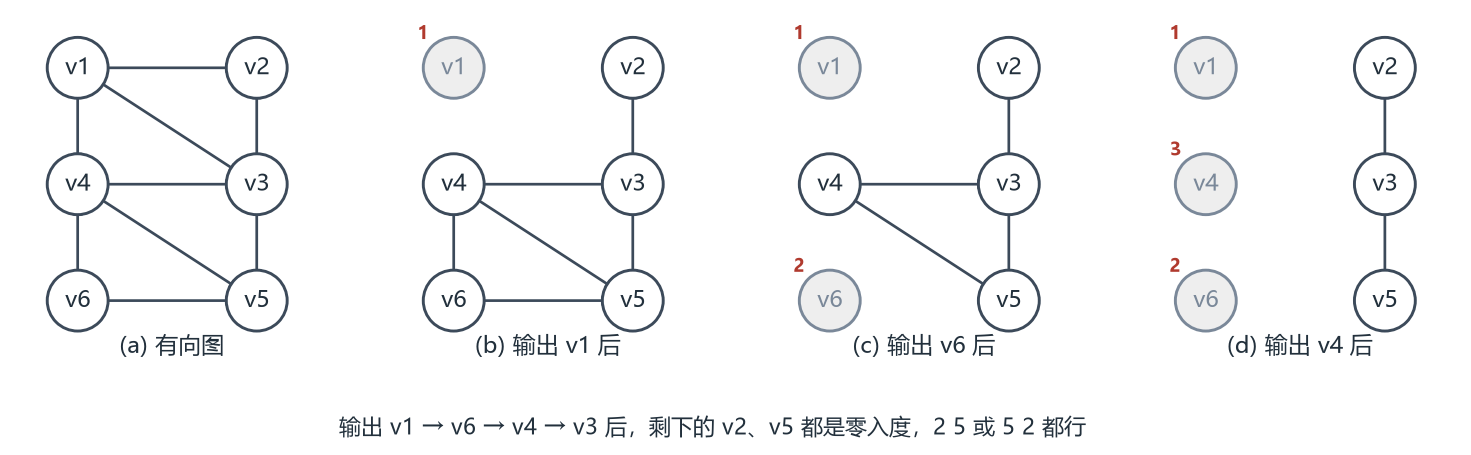 v1 v2
v4 v3
v6 v5
(a) 有向图
1
v1 v2
v4 v3
v6 v5
(b) 输出 v1 后
1
v1 v2
v4 v3
2
v6 v5
(c) 输出 v6 后
1
v1 v2
3
v4 v3
2
v6 v5
(d) 输出 v4 后
输出 v1 → v6 → v4 → v3 后，剩下的 v2、v5 都是零入度，2 5 或 5 2 都行